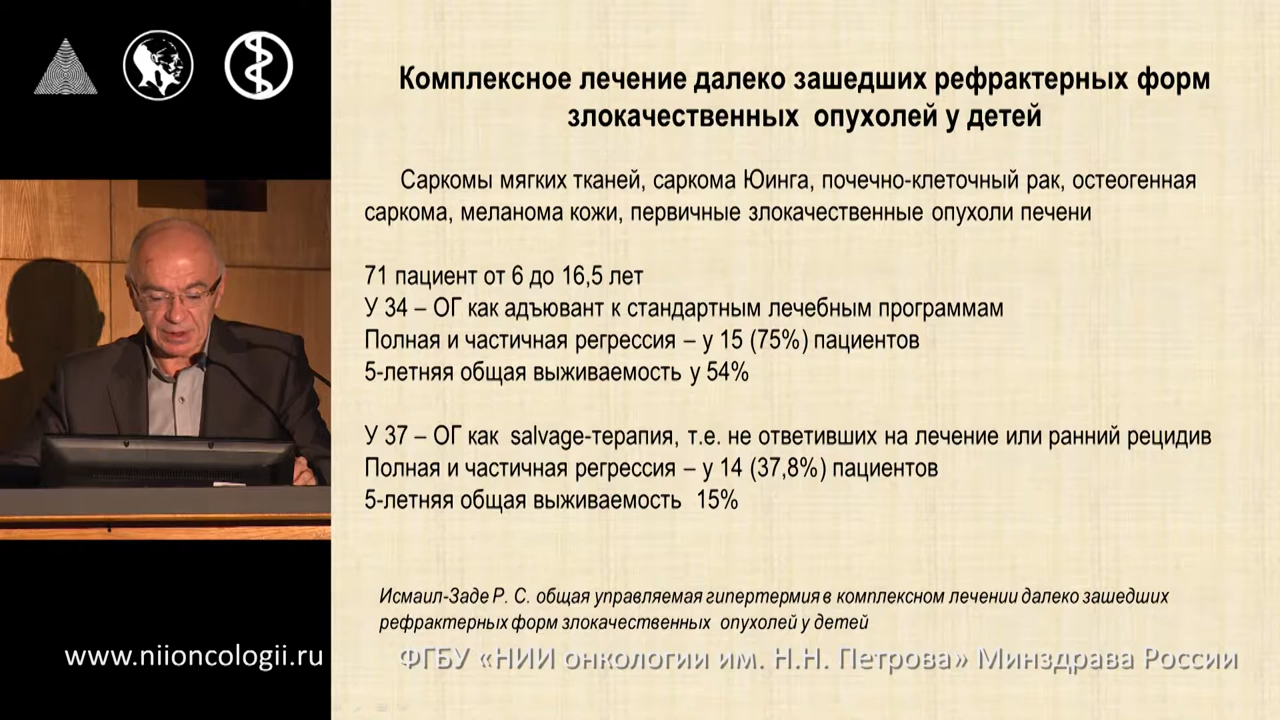 Комплексное лечение далеко зашедших рефрактерных форм
злокачественных опухолей у детей
Саркомы мягких тканей, саркома Юинга, почечно-клеточный рак, остеогенная
саркома, меланома кожи, первичные злокачественные опухоли печени
71 пациент от 6 до 16,5 лет
У 34 – ОГ как адъювант к стандартным лечебным программам
Полная и частичная регрессия – у 15 (75%) пациентов
5-летняя общая выживаемость у 54%
У 37 – ОГ как salvage-терапия, т.е. не ответивших на лечение или ранний рецидив
Полная и частичная регрессия – у 14 (37,8%) пациентов
5-летняя общая выживаемость 15%
Исмаил-Заде Р. С. общая управляемая гипертермия в комплексном лечении далеко зашедших
рефрактерных форм злокачественных опухолей у детей
www.niioncologii.ru
ФГБУ «НИИ онкологии им. Н.Н. Петрова» Минздрава России